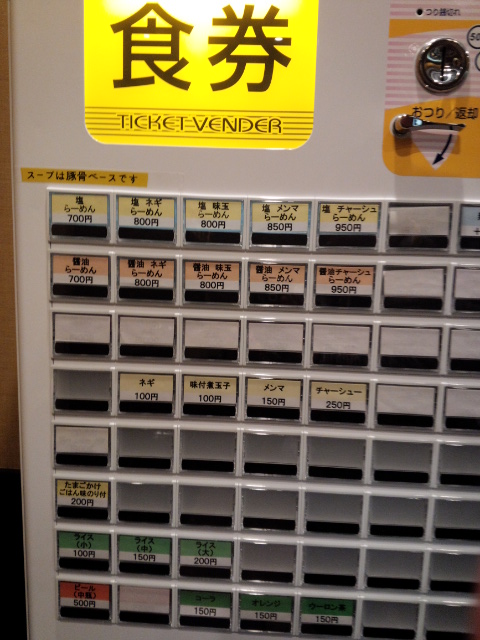 食券
TICKET VENDER
つり銭切れ
50
おつり/返却
スープは豚骨ベースです
塩
らーめん
700円
塩 ネギ
らーめん
800円
塩 味玉
らーめん
800円
塩 メンマ
らーめん
850円
塩 チャーシュ
らーめん
950円
醤油
らーめん
700円
醤油 ネギ
らーめん
800円
醤油 味玉
らーめん
800円
醤油 メンマ
らーめん
850円
醤油チャーシュ
らーめん
950円
ネギ
100円
味付煮玉子
100円
メンマ
150円
チャーシュー
250円
たまごかけ
ごはん味のり付
200円
ライス
(小)
100円
ライス
(中)
150円
ライス
(大)
200円
ビール
(中瓶)
500円
コーラ
150円
オレンジ
150円
ウーロン茶
150円